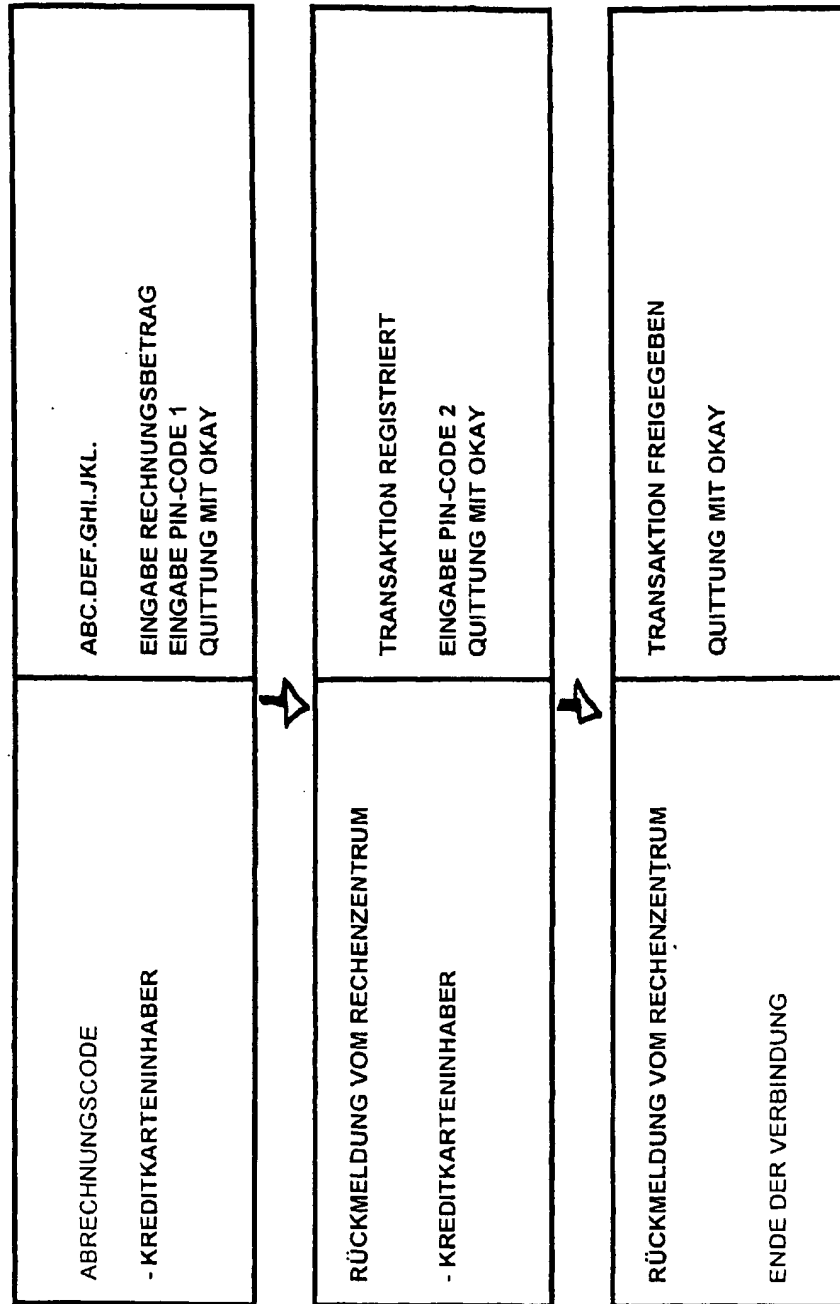 ABRECHNUNGSCODE
ABC.DEF.GHI.JKL.
- KREDITKARTENINHABER
EINGABE RECHNUNGSBETRAG
EINGABE PIN-CODE 1
QUITTUNG MIT OKAY
RÜCKMELDUNG VOM RECHENZENTRUM
TRANSAKTION REGISTRIERT
- KREDITKARTENINHABER
EINGABE PIN-CODE 2
QUITTUNG MIT OKAY
RÜCKMELDUNG VOM RECHENZENTRUM
TRANSAKTION FREIGEGEBEN
QUITTUNG MIT OKAY
ENDE DER VERBINDUNG